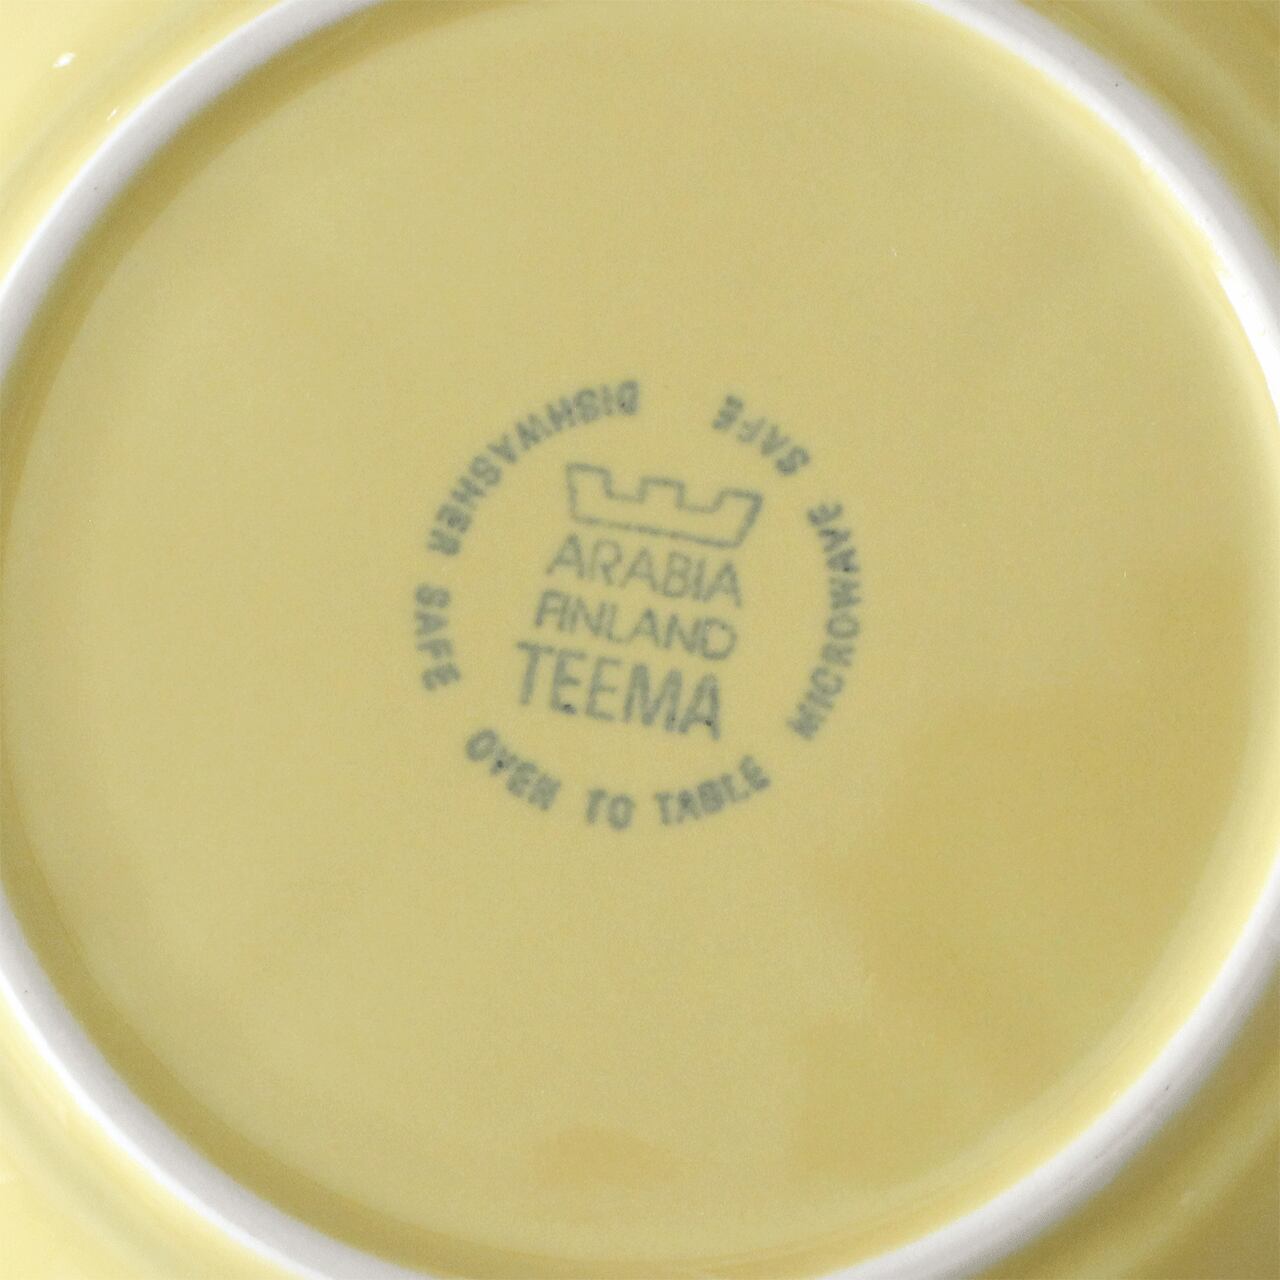 ARABIA
FINLAND
TEEMA
DISHWASHER SAFE
OVEN TO TABLE
MICROWAVE SAFE